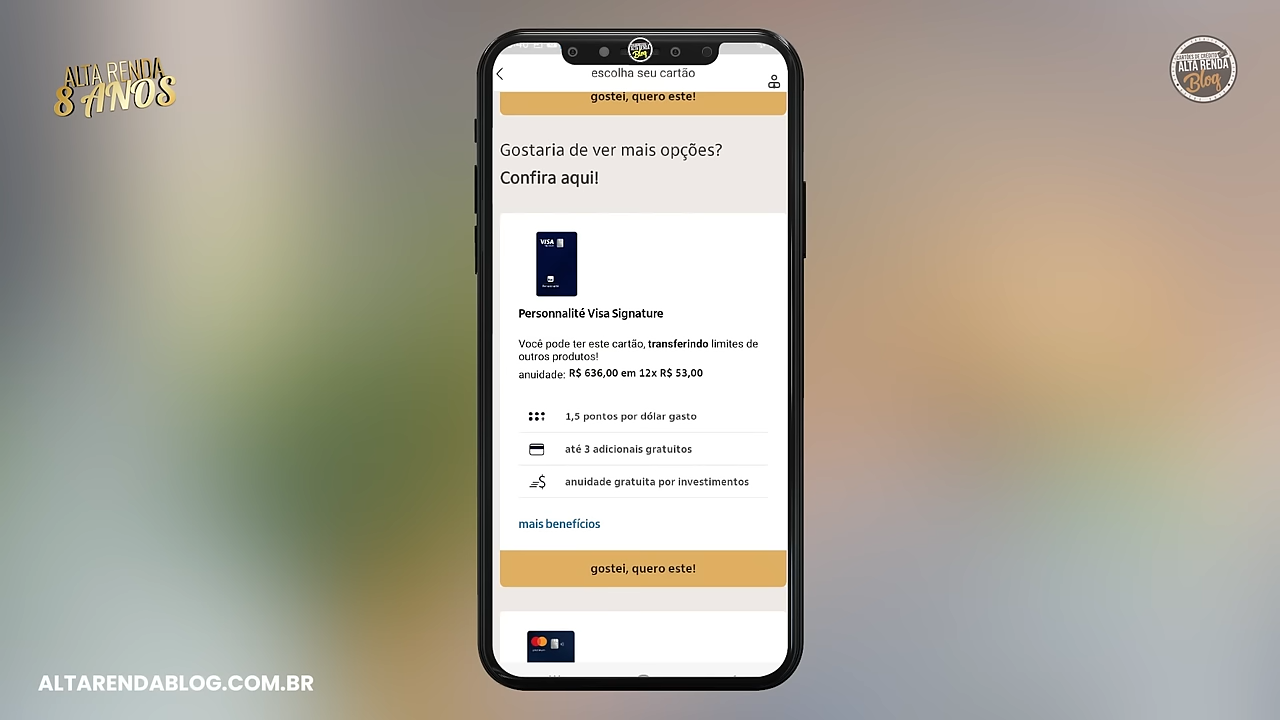 ALTA RENDA
8 ANOS
CARTÕES DE CRÉDITO
ALTA RENDA
Blog
escolha seu cartão
gostei, quero este!
Gostaria de ver mais opções?
Confira aqui!
VISA
Personnalité Visa Signature
Você pode ter este cartão, transferindo limites de
outros produtos!
anuidade: R$ 636,00 em 12x R$ 53,00
1,5 pontos por dólar gasto
até 3 adicionais gratuitos
anuidade gratuita por investimentos
mais benefícios
gostei, quero este!
ALTARENDABLOG.COM.BR